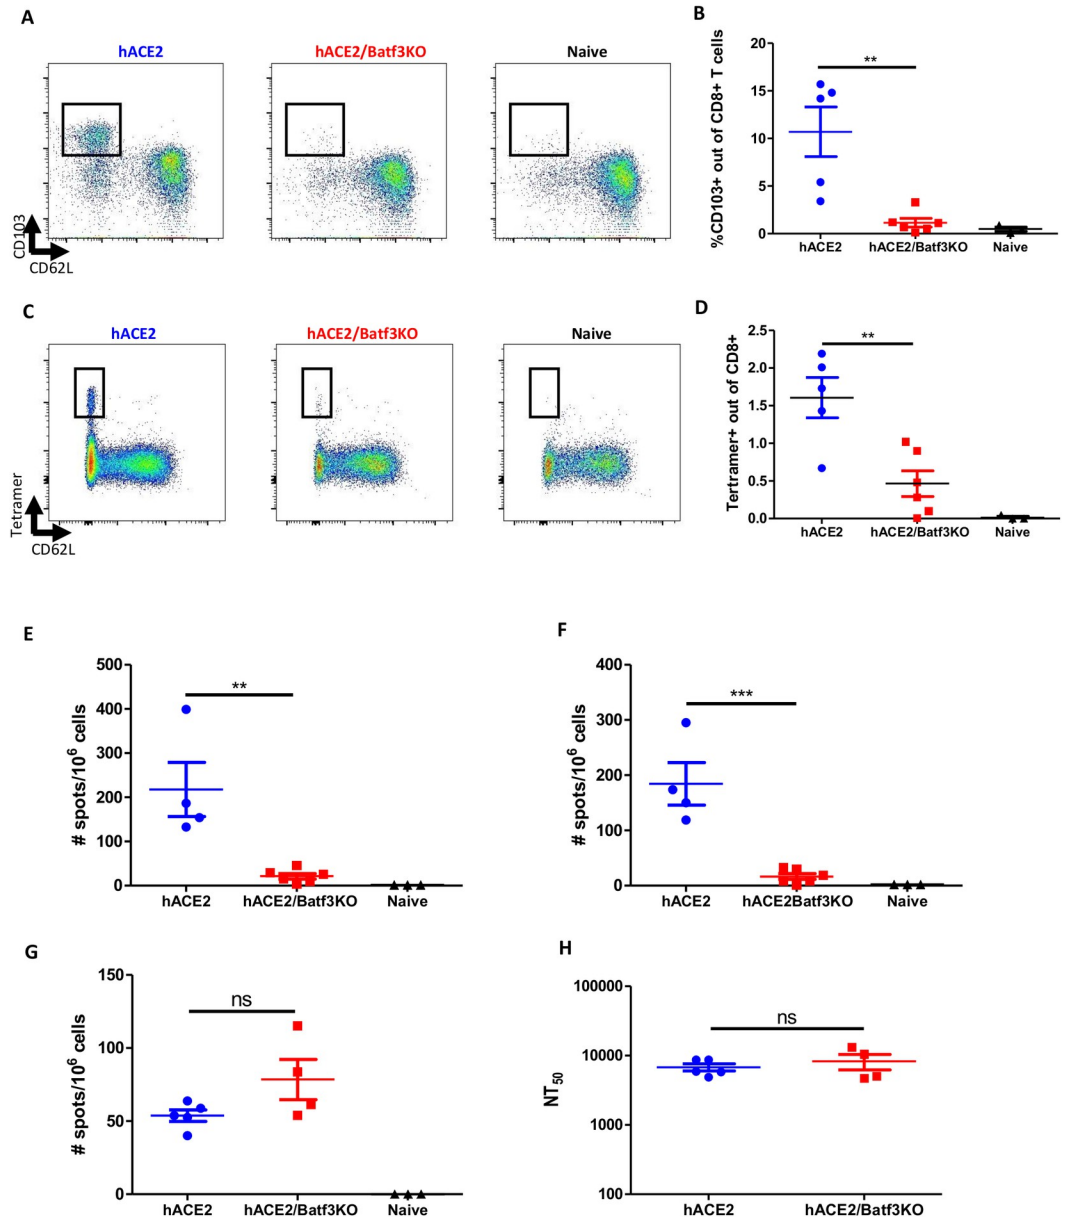 A
hACE2
hACE2/Batf3KO
Naive
CD103
CD62L
B
%CD103+ out of CD8+ T cells
20
15
10
5
0
**
hACE2
hACE2/Batf3KO
Naive
C
hACE2
hACE2/Batf3KO
Naive
Tetramer
CD62L
D
Tertramer+ out of CD8+
2.5
2.0
1.5
1.0
0.5
0.0
**
hACE2
hACE2/Batf3KO
Naive
E
# spots/10⁶ cells
500
400
300
200
100
0
**
hACE2
hACE2/Batf3KO
Naive
F
# spots/10⁶ cells
400
300
200
100
0
***
hACE2
hACE2Batf3KO
Naive
G
# spots/10⁶ cells
150
100
50
0
ns
hACE2
hACE2/Batf3KO
Naive
H
NT₅₀
100000
10000
1000
100
ns
hACE2
hACE2/Batf3KO